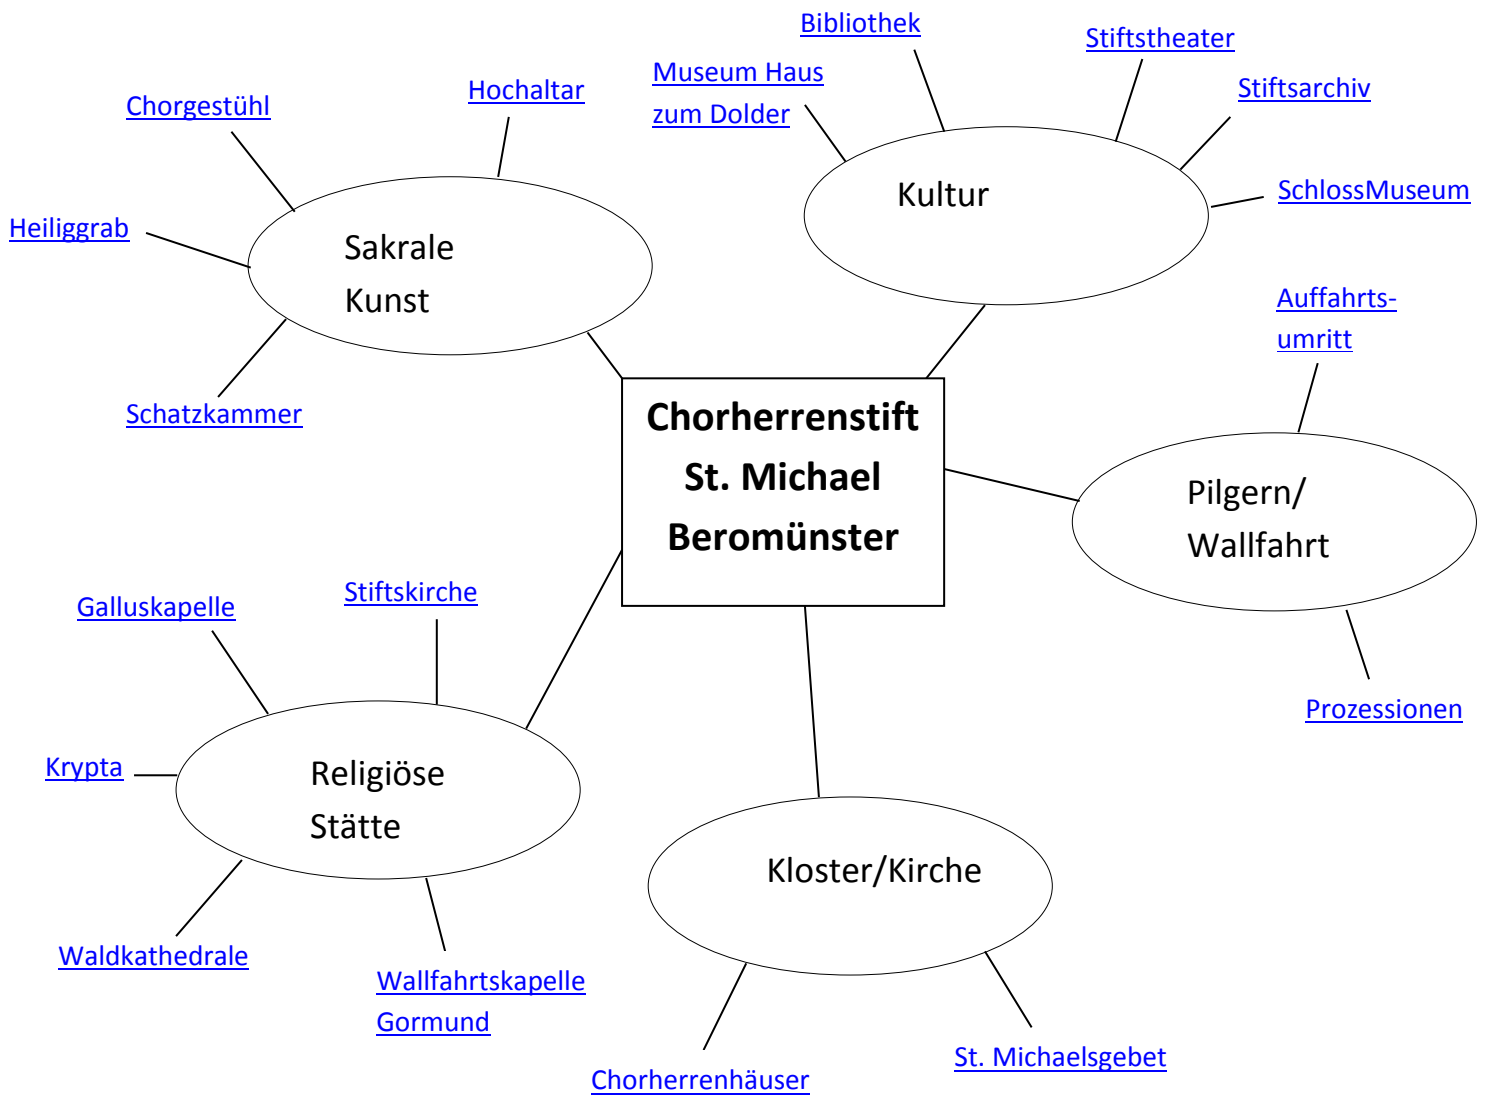 Bibliothek
Stiftstheater
Museum Haus
zum Dolder
Stiftsarchiv
Hochaltar
Chorgestühl
Kultur
SchlossMuseum
Heiliggrab
Sakrale
Kunst
Auffahrts-
umritt
Schatzkammer
Chorherrenstift
St. Michael
Beromünster
Pilgern/
Wallfahrt
Stiftskirche
Galluskapelle
Prozessionen
Krypta
Religiöse
Stätte
Kloster/Kirche
Waldkathedrale
Wallfahrtskapelle
Gormund
St. Michaelsgebet
Chorherrenhäuser